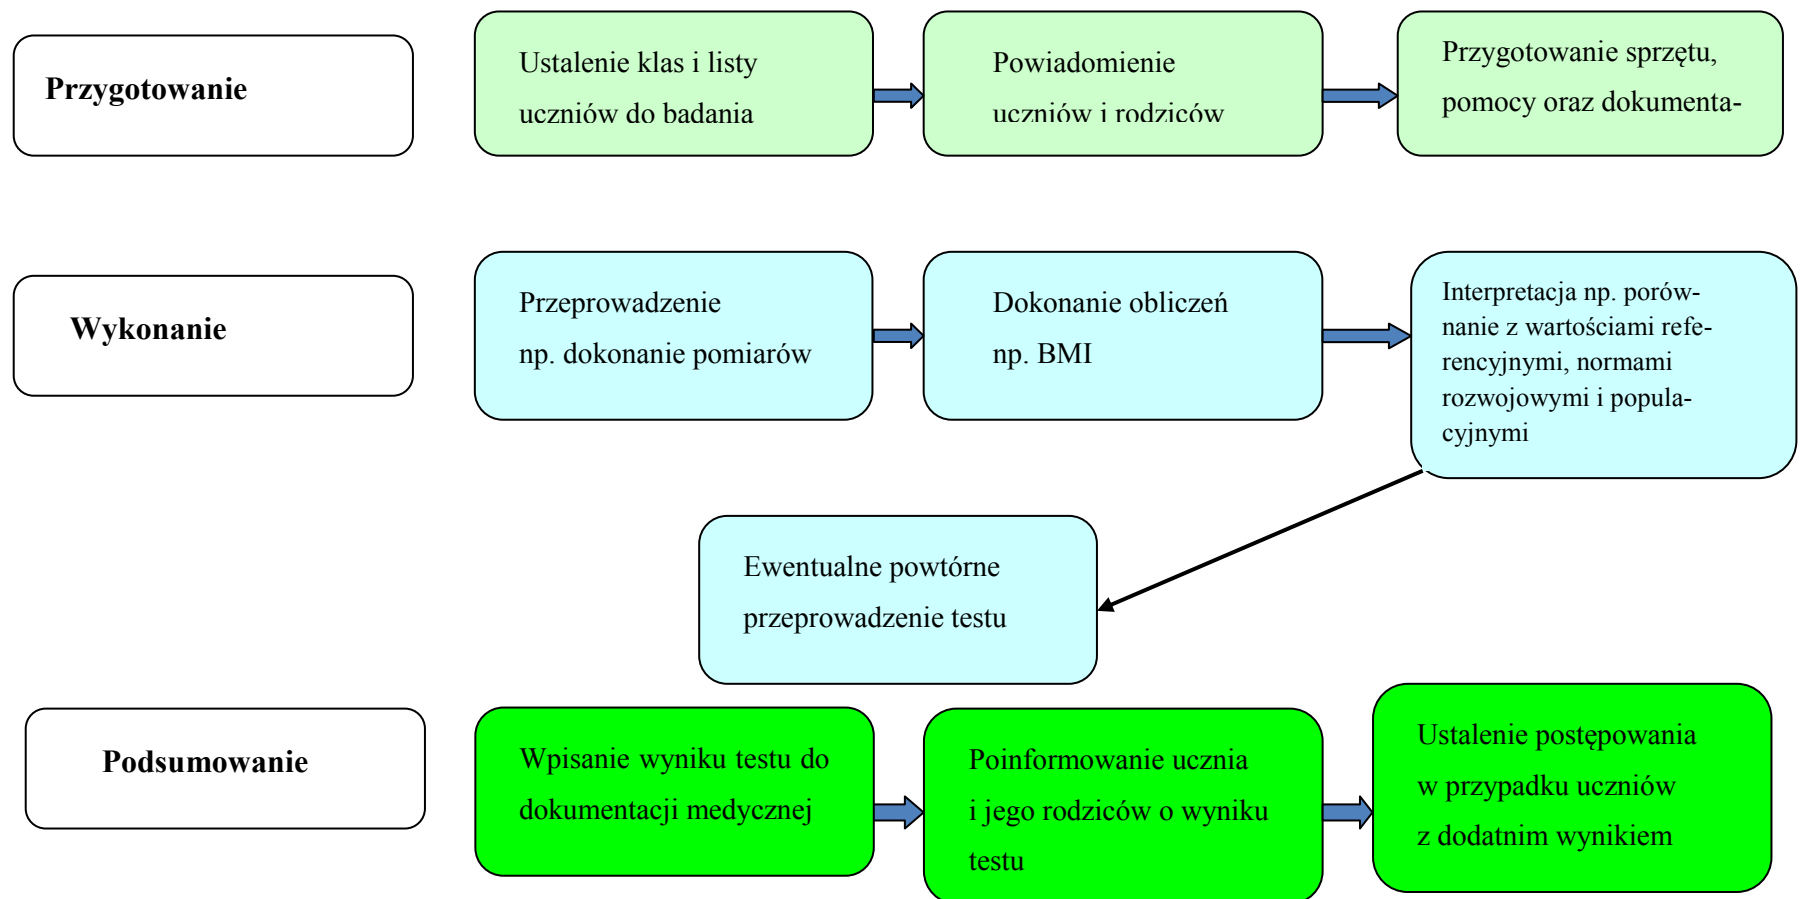 Przygotowanie
Ustalenie klas i listy
uczniów do badania
Powiadomienie
uczniów i rodziców
Przygotowanie sprzętu,
pomocy oraz dokumenta-
Wykonanie
Przeprowadzenie
np. dokonanie pomiarów
Dokonanie obliczeń
np. BMI
Interpretacja np. porów-
nanie z wartościami refe-
rencyjnymi, normami
rozwojowymi i popula-
cyjnymi
Ewentualne powtórne
przeprowadzenie testu
Podsumowanie
Wpisanie wyniku testu do
dokumentacji medycznej
Poinformowanie ucznia
i jego rodziców o wyniku
testu
Ustalenie postępowania
w przypadku uczniów
z dodatnim wynikiem